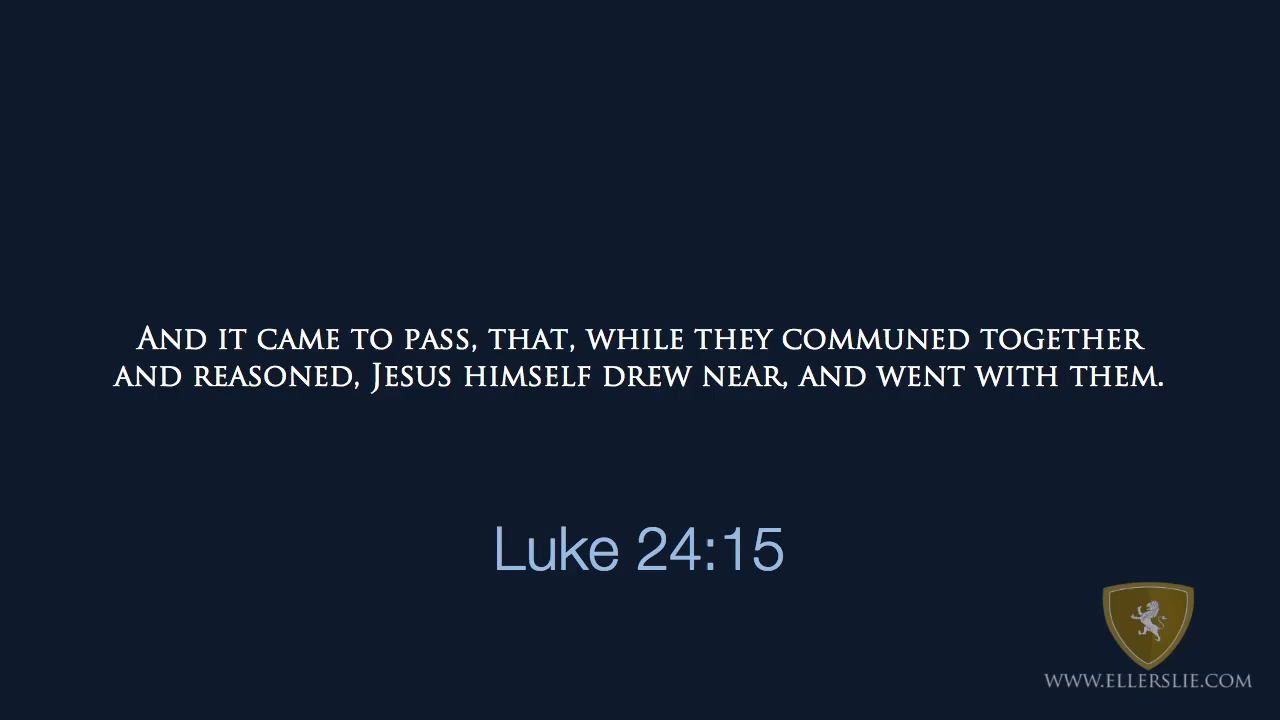 And it came to pass, that, while they communed together
and reasoned, Jesus himself drew near, and went with them.
Luke 24:15
www.ellerslie.com